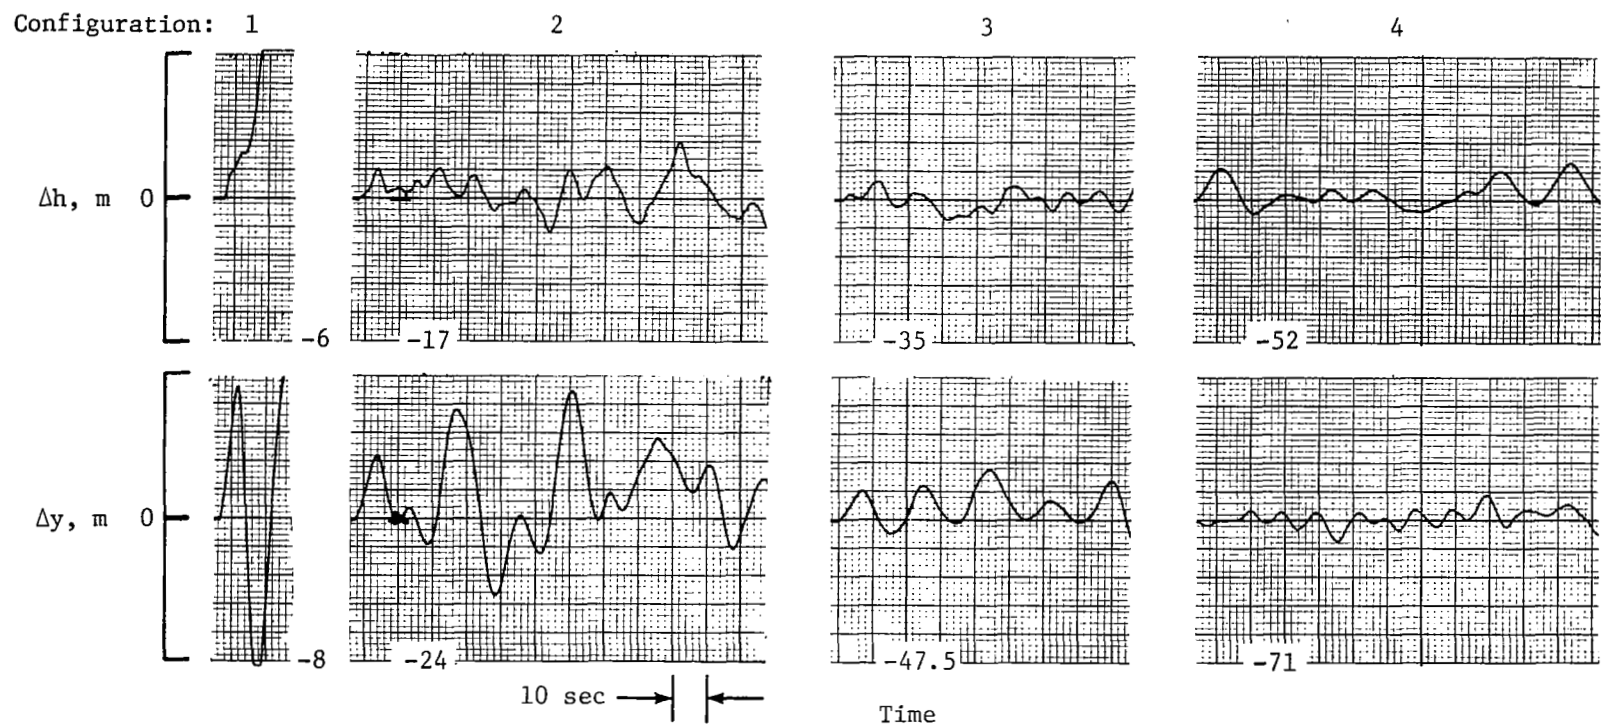 Configuration: 1 2 3 4
Δh, m 0
-6 -17 -35 -52
Δy, m 0
-8 -24 -47.5 -71
10 sec
Time